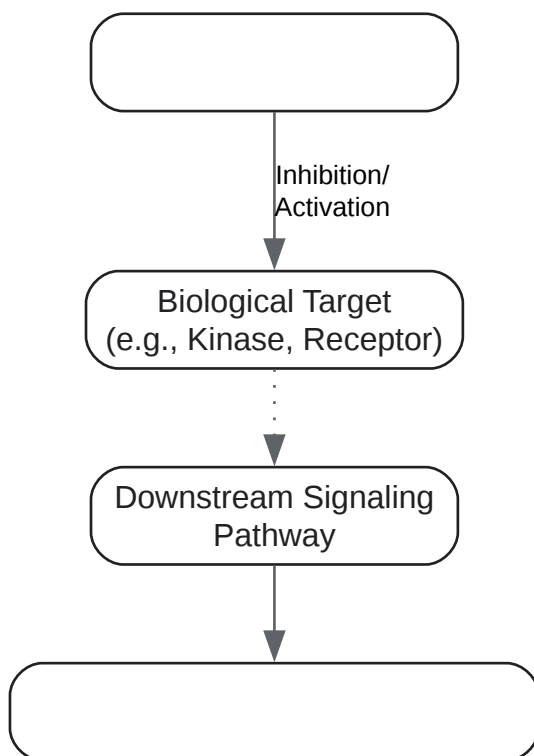 Inhibition/
Activation
Biological Target
(e.g., Kinase, Receptor)
Downstream Signaling
Pathway